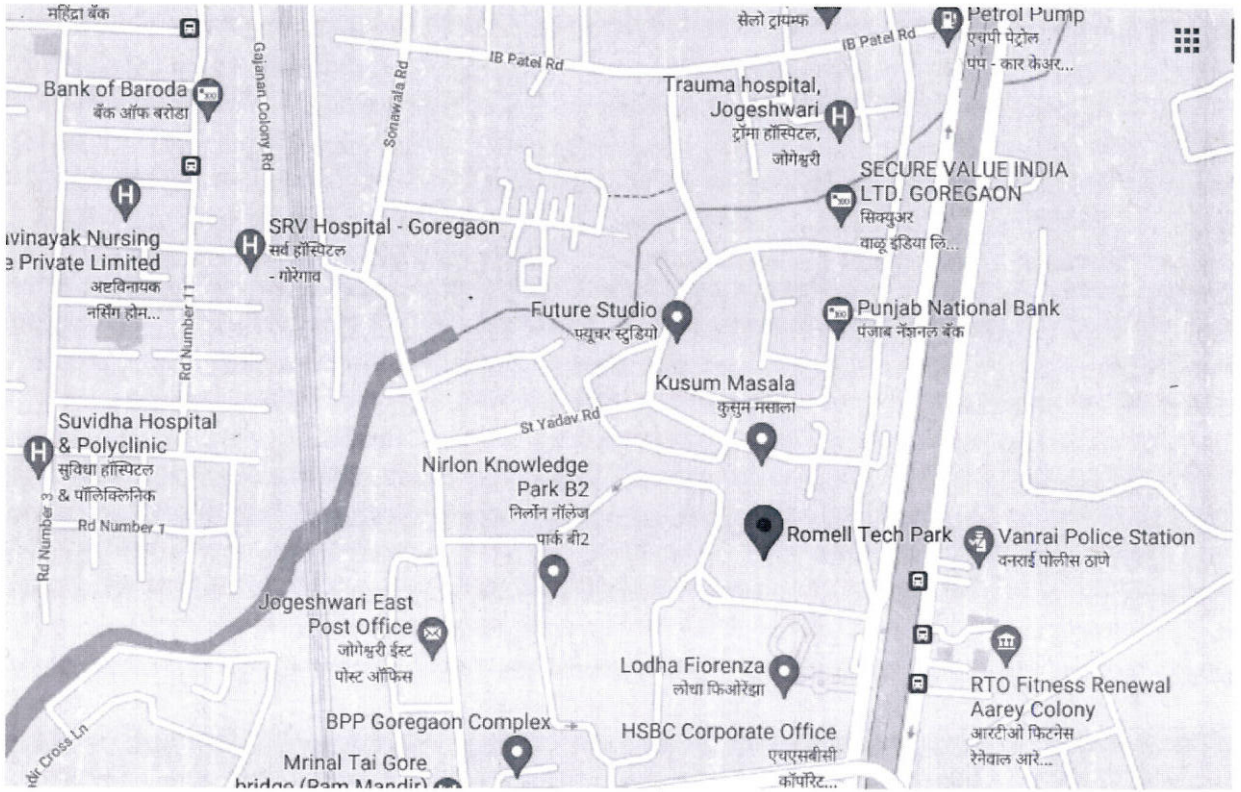 महिंद्रा बँक
सेलो ट्रायम्फ
Petrol Pump
एचपी पेट्रोल
पंप - कार केअर...
IB Patel Rd
IB Patel Rd
Gajanan Colony Rd
Sonawala Rd
Bank of Baroda
बँक ऑफ बरोडा
Trauma hospital,
Jogeshwari
ट्रॉमा हॉस्पिटल,
जोगेश्वरी
SECURE VALUE INDIA
LTD. GOREGAON
सिक्युअर
वाळू इंडिया लि...
SRV Hospital - Goregaon
सर्व हॉस्पिटल
- गोरेगाव
avinayak Nursing
e Private Limited
अष्टविनायक
नर्सिंग होम...
Rd Number 11
Future Studio
फ्यूचर स्टुडियो
Punjab National Bank
पंजाब नॅशनल बँक
Kusum Masala
कुसुम मसाला
St Yadav Rd
Suvidha Hospital
& Polyclinic
सुविधा हॉस्पिटल
& पॉलिक्लिनिक
Rd Number 3
Rd Number 1
Nirlon Knowledge
Park B2
निर्लोन नॉलेज
पार्क बी2
Romell Tech Park
Vanrai Police Station
वनराई पोलीस ठाणे
Jogeshwari East
Post Office
जोगेश्वरी ईस्ट
पोस्ट ऑफिस
Lodha Fiorenza
लोधा फिओरेंझा
RTO Fitness Renewal
Aarey Colony
आरटीओ फिटनेस
रेनेवाल आरे...
BPP Goregaon Complex
HSBC Corporate Office
एचएसबीसी
कॉर्पोरेट...
Cross Ln
Mrinal Tai Gore
bridge (Ram Mandir)